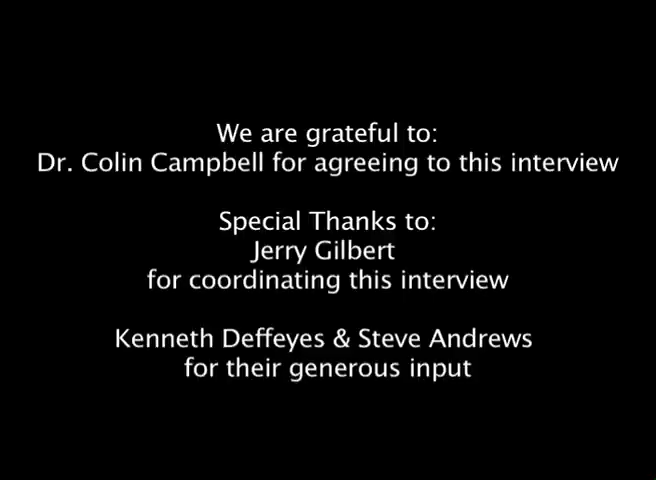 We are grateful to:
Dr. Colin Campbell for agreeing to this interview
Special Thanks to:
Jerry Gilbert
for coordinating this interview
Kenneth Deffeyes & Steve Andrews
for their generous input